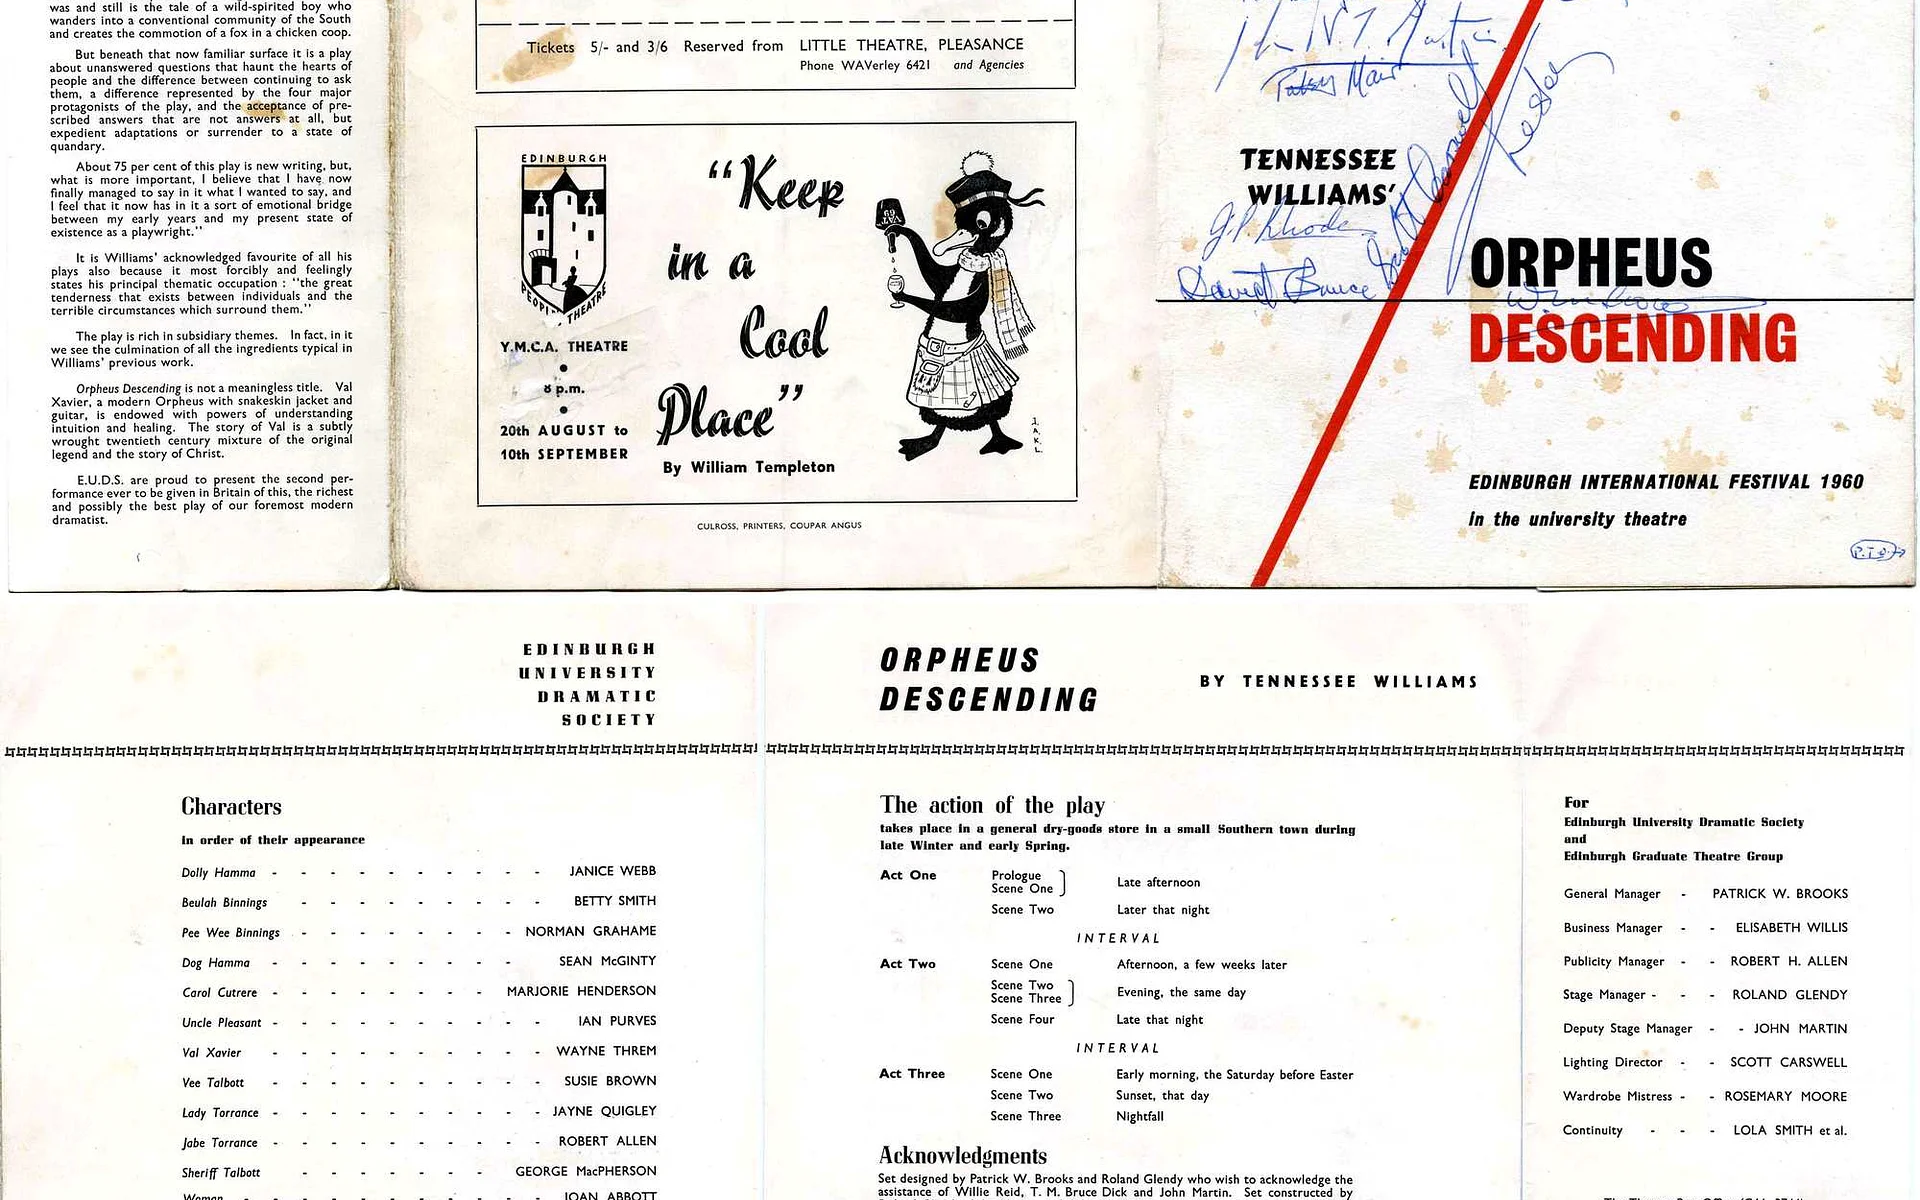 was and still is the tale of a wild-spirited boy who
wanders into a conventional community of the South
and creates the commotion of a fox in a chicken coop.
But beneath that now familiar surface it is a play
about unanswered questions that haunt the hearts of
people and the difference between continuing to ask
them, a difference represented by the four major
protagonists of the play, and the acceptance of pre-
scribed answers that are not answers at all, but
expedient adaptations or surrender to a state of
quandary.
About 75 per cent of this play is new writing, but,
what is more important, I believe that I have now
finally managed to say in it what I wanted to say, and
I feel that it now has in it a sort of emotional bridge
between my early years and my present state of
existence as a playwright."
It is Williams' acknowledged favourite of all his
plays also because it most forcibly and feelingly
states his principal thematic occupation : "the great
tenderness that exists between individuals and the
terrible circumstances which surround them."
The play is rich in subsidiary themes. In fact, in it
we see the culmination of all the ingredients typical in
Williams' previous work.
Orpheus Descending is not a meaningless title. Val
Xavier, a modern Orpheus with snakeskin jacket and
guitar, is endowed with powers of understanding
intuition and healing. The story of Val is a subtly
wrought twentieth century mixture of the original
legend and the story of Christ.
E.U.D.S. are proud to present the second per-
formance ever to be given in Britain of this, the richest
and possibly the best play of our foremost modern
dramatist.
Tickets 5/- and 3/6 Reserved from LITTLE THEATRE, PLEASANCE
Phone WAVerley 6421 and Agencies
EDINBURGH
PEOPLE'S THEATRE
Y.M.C.A. THEATRE
8 p.m.
20th AUGUST to
10th SEPTEMBER
"Keep
in a
Cool
Place"
By William Templeton
VAT 69
J.A.K.L.
CULROSS, PRINTERS, COUPAR ANGUS
Patsy Mair
TENNESSEE
WILLIAMS'
G.P. Rhode
David Bruce
ORPHEUS
DESCENDING
EDINBURGH INTERNATIONAL FESTIVAL 1960
in the university theatre
P.T.O.
EDINBURGH
UNIVERSITY
DRAMATIC
SOCIETY
ORPHEUS
DESCENDING
BY TENNESSEE WILLIAMS
Characters
in order of their appearance
Dolly Hamma - - - - - - - - - - JANICE WEBB
Beulah Binnings - - - - - - - - - BETTY SMITH
Pee Wee Binnings - - - - - - - - NORMAN GRAHAME
Dog Hamma - - - - - - - - - SEAN McGINTY
Carol Cutrere - - - - - - - - MARJORIE HENDERSON
Uncle Pleasant - - - - - - - - - - IAN PURVES
Val Xavier - - - - - - - - - - WAYNE THREM
Vee Talbott - - - - - - - - - - SUSIE BROWN
Lady Torrance - - - - - - - - - - JAYNE QUIGLEY
Jabe Torrance - - - - - - - - - - ROBERT ALLEN
Sheriff Talbott - - - - - - - GEORGE MacPHERSON
Woman - - - - - - - - - - JOAN ABBOTT
The action of the play
takes place in a general dry-goods store in a small Southern town during
late Winter and early Spring.
Act One Prologue
Scene One Late afternoon
Scene Two Later that night
INTERVAL
Act Two Scene One Afternoon, a few weeks later
Scene Two
Scene Three Evening, the same day
Scene Four Late that night
INTERVAL
Act Three Scene One Early morning, the Saturday before Easter
Scene Two Sunset, that day
Scene Three Nightfall
Acknowledgments
Set designed by Patrick W. Brooks and Roland Glendy who wish to acknowledge the
assistance of Willie Reid, T. M. Bruce Dick and John Martin. Set constructed by
For
Edinburgh University Dramatic Society
and
Edinburgh Graduate Theatre Group
General Manager - PATRICK W. BROOKS
Business Manager - - ELISABETH WILLIS
Publicity Manager - - ROBERT H. ALLEN
Stage Manager - - - ROLAND GLENDY
Deputy Stage Manager - - JOHN MARTIN
Lighting Director - - SCOTT CARSWELL
Wardrobe Mistress - - ROSEMARY MOORE
Continuity - - - LOLA SMITH et al.